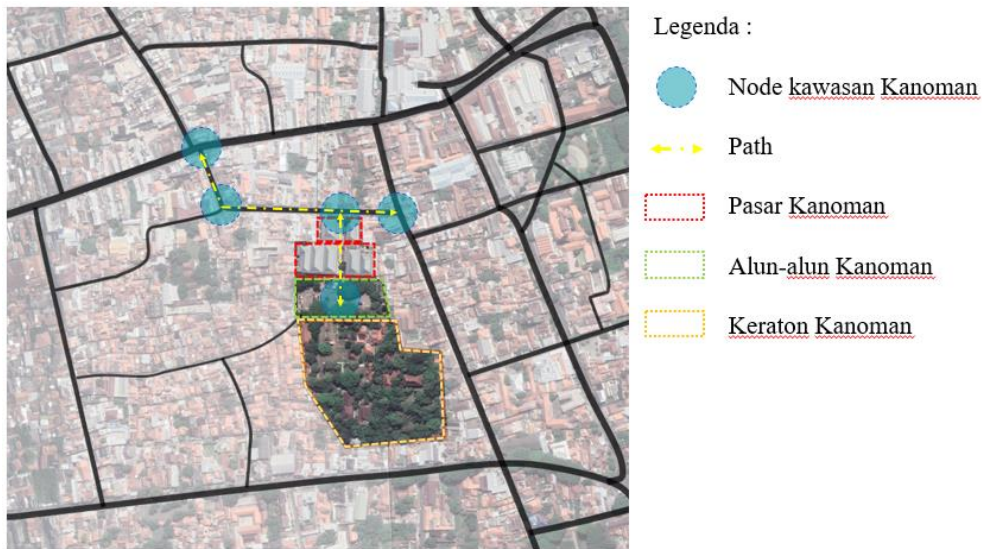 Legenda :
Node kawasan Kanoman
Path
Pasar Kanoman
Alun-alun Kanoman
Keraton Kanoman